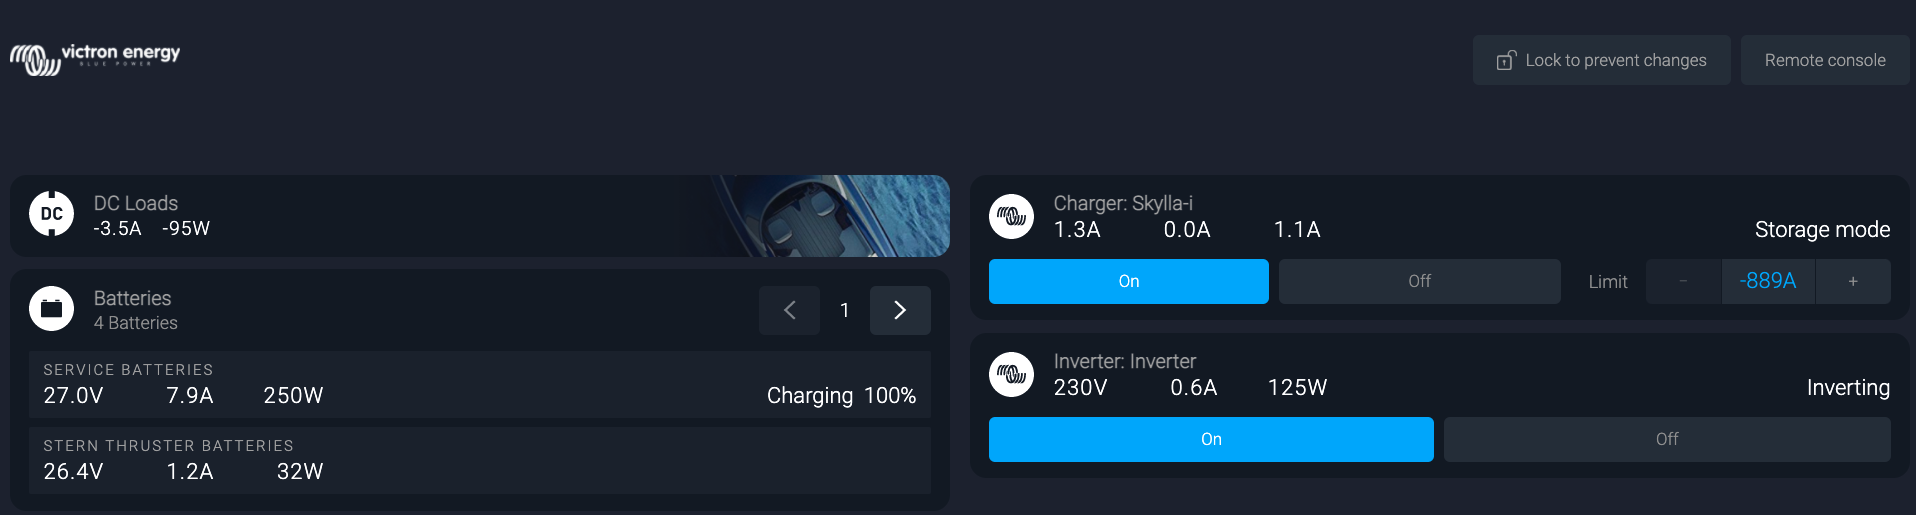 victron energy
BLUE POWER
Lock to prevent changes
Remote console
DC
DC Loads
-3.5A -95W
Batteries
4 Batteries
1
SERVICE BATTERIES
27.0V 7.9A 250W Charging 100%
STERN THRUSTER BATTERIES
26.4V 1.2A 32W
Charger: Skylla-i
1.3A 0.0A 1.1A Storage mode
On Off Limit - -889A +
Inverter: Inverter
230V 0.6A 125W Inverting
On Off